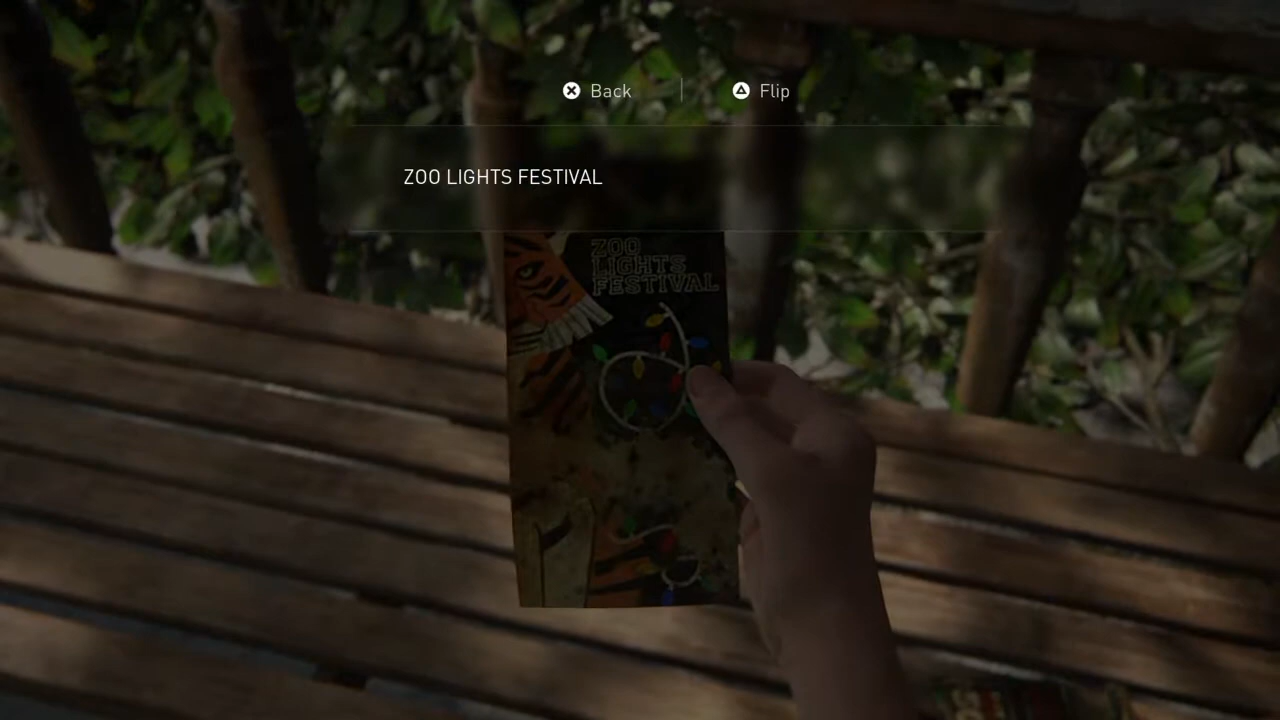 Back
Flip
ZOO LIGHTS FESTIVAL
ZOO
LIGHTS
FESTIVAL